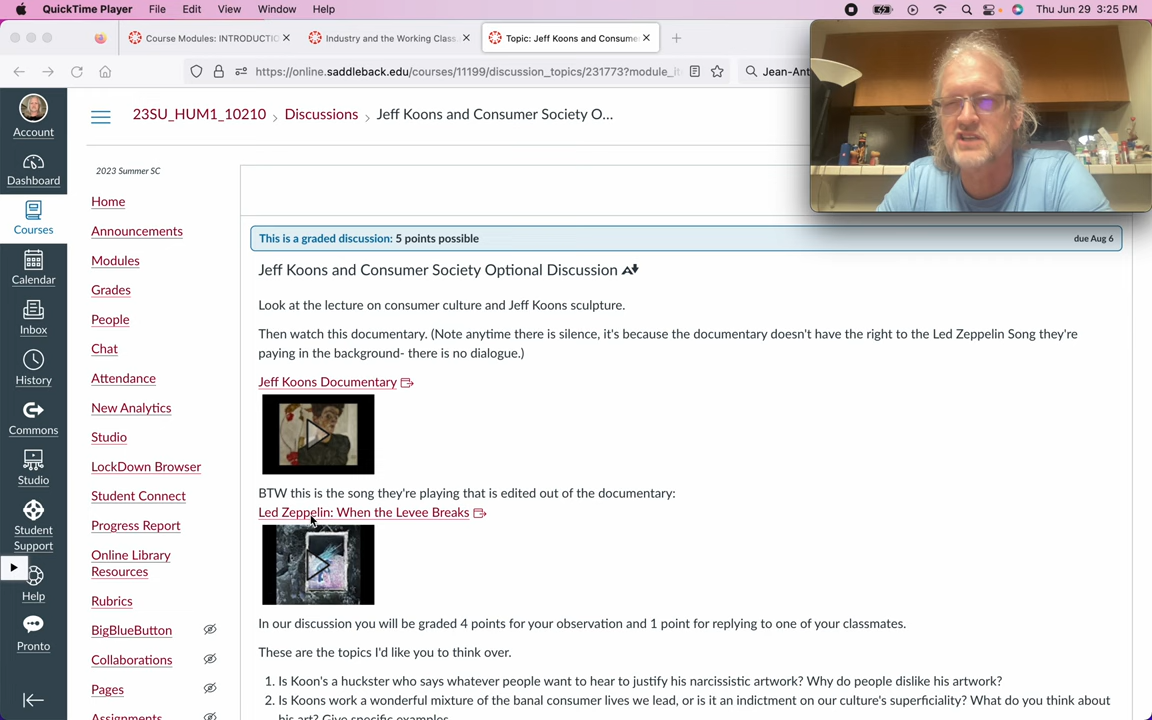 QuickTime Player File Edit View Window Help
Thu Jun 29 3:25 PM
Course Modules: INTRODUCTIO
Industry and the Working Class.
Topic: Jeff Koons and Consume
https://online.saddleback.edu/courses/11199/discussion_topics/231773?module_it
Jean-Ant
23SU_HUM1_10210 > Discussions > Jeff Koons and Consumer Society O...
Account
Dashboard
Courses
Calendar
Inbox
History
Commons
Studio
Student
Support
Help
Pronto
2023 Summer SC
Home
Announcements
Modules
Grades
People
Chat
Attendance
New Analytics
Studio
LockDown Browser
Student Connect
Progress Report
Online Library
Resources
Rubrics
BigBlueButton
Collaborations
Pages
Assignments
This is a graded discussion: 5 points possible
due Aug 6
Jeff Koons and Consumer Society Optional Discussion
Look at the lecture on consumer culture and Jeff Koons sculpture.
Then watch this documentary. (Note anytime there is silence, it's because the documentary doesn't have the right to the Led Zeppelin Song they're
paying in the background- there is no dialogue.)
Jeff Koons Documentary
BTW this is the song they're playing that is edited out of the documentary:
Led Zeppelin: When the Levee Breaks
In our discussion you will be graded 4 points for your observation and 1 point for replying to one of your classmates.
These are the topics I'd like you to think over.
1. Is Koon's a huckster who says whatever people want to hear to justify his narcissistic artwork? Why do people dislike his artwork?
2. Is Koons work a wonderful mixture of the banal consumer lives we lead, or is it an indictment on our culture's superficiality? What do you think about
his art? Give specific examples.